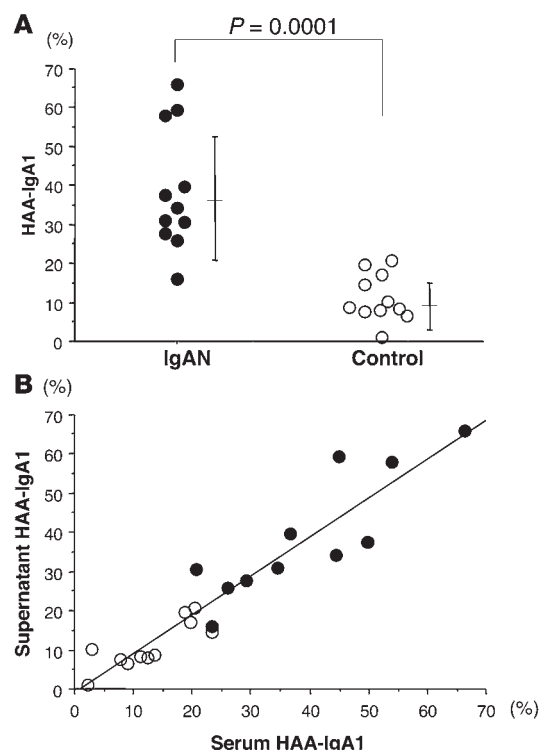 A
(%)
P = 0.0001
70
60
50
40
30
20
10
0
HAA-IgA1
IgAN
Control
B (%)
70
60
50
40
30
20
10
0
Supernatant HAA-IgA1
0 10 20 30 40 50 60 70 (%)
Serum HAA-IgA1